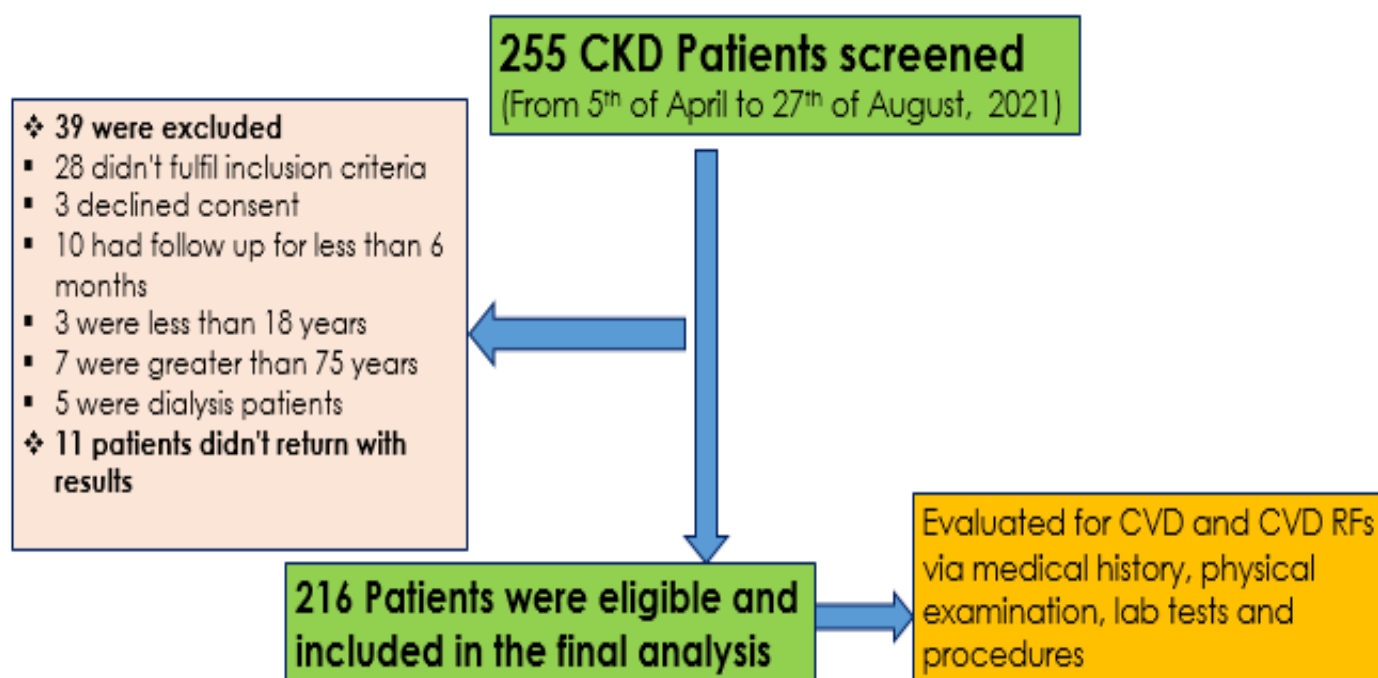 255 CKD Patients screened
(From 5th of April to 27th of August, 2021)
❖ 39 were excluded
▪ 28 didn't fulfil inclusion criteria
▪ 3 declined consent
▪ 10 had follow up for less than 6
months
▪ 3 were less than 18 years
▪ 7 were greater than 75 years
▪ 5 were dialysis patients
❖ 11 patients didn't return with
results
216 Patients were eligible and
included in the final analysis
Evaluated for CVD and CVD RFs
via medical history, physical
examination, lab tests and
procedures